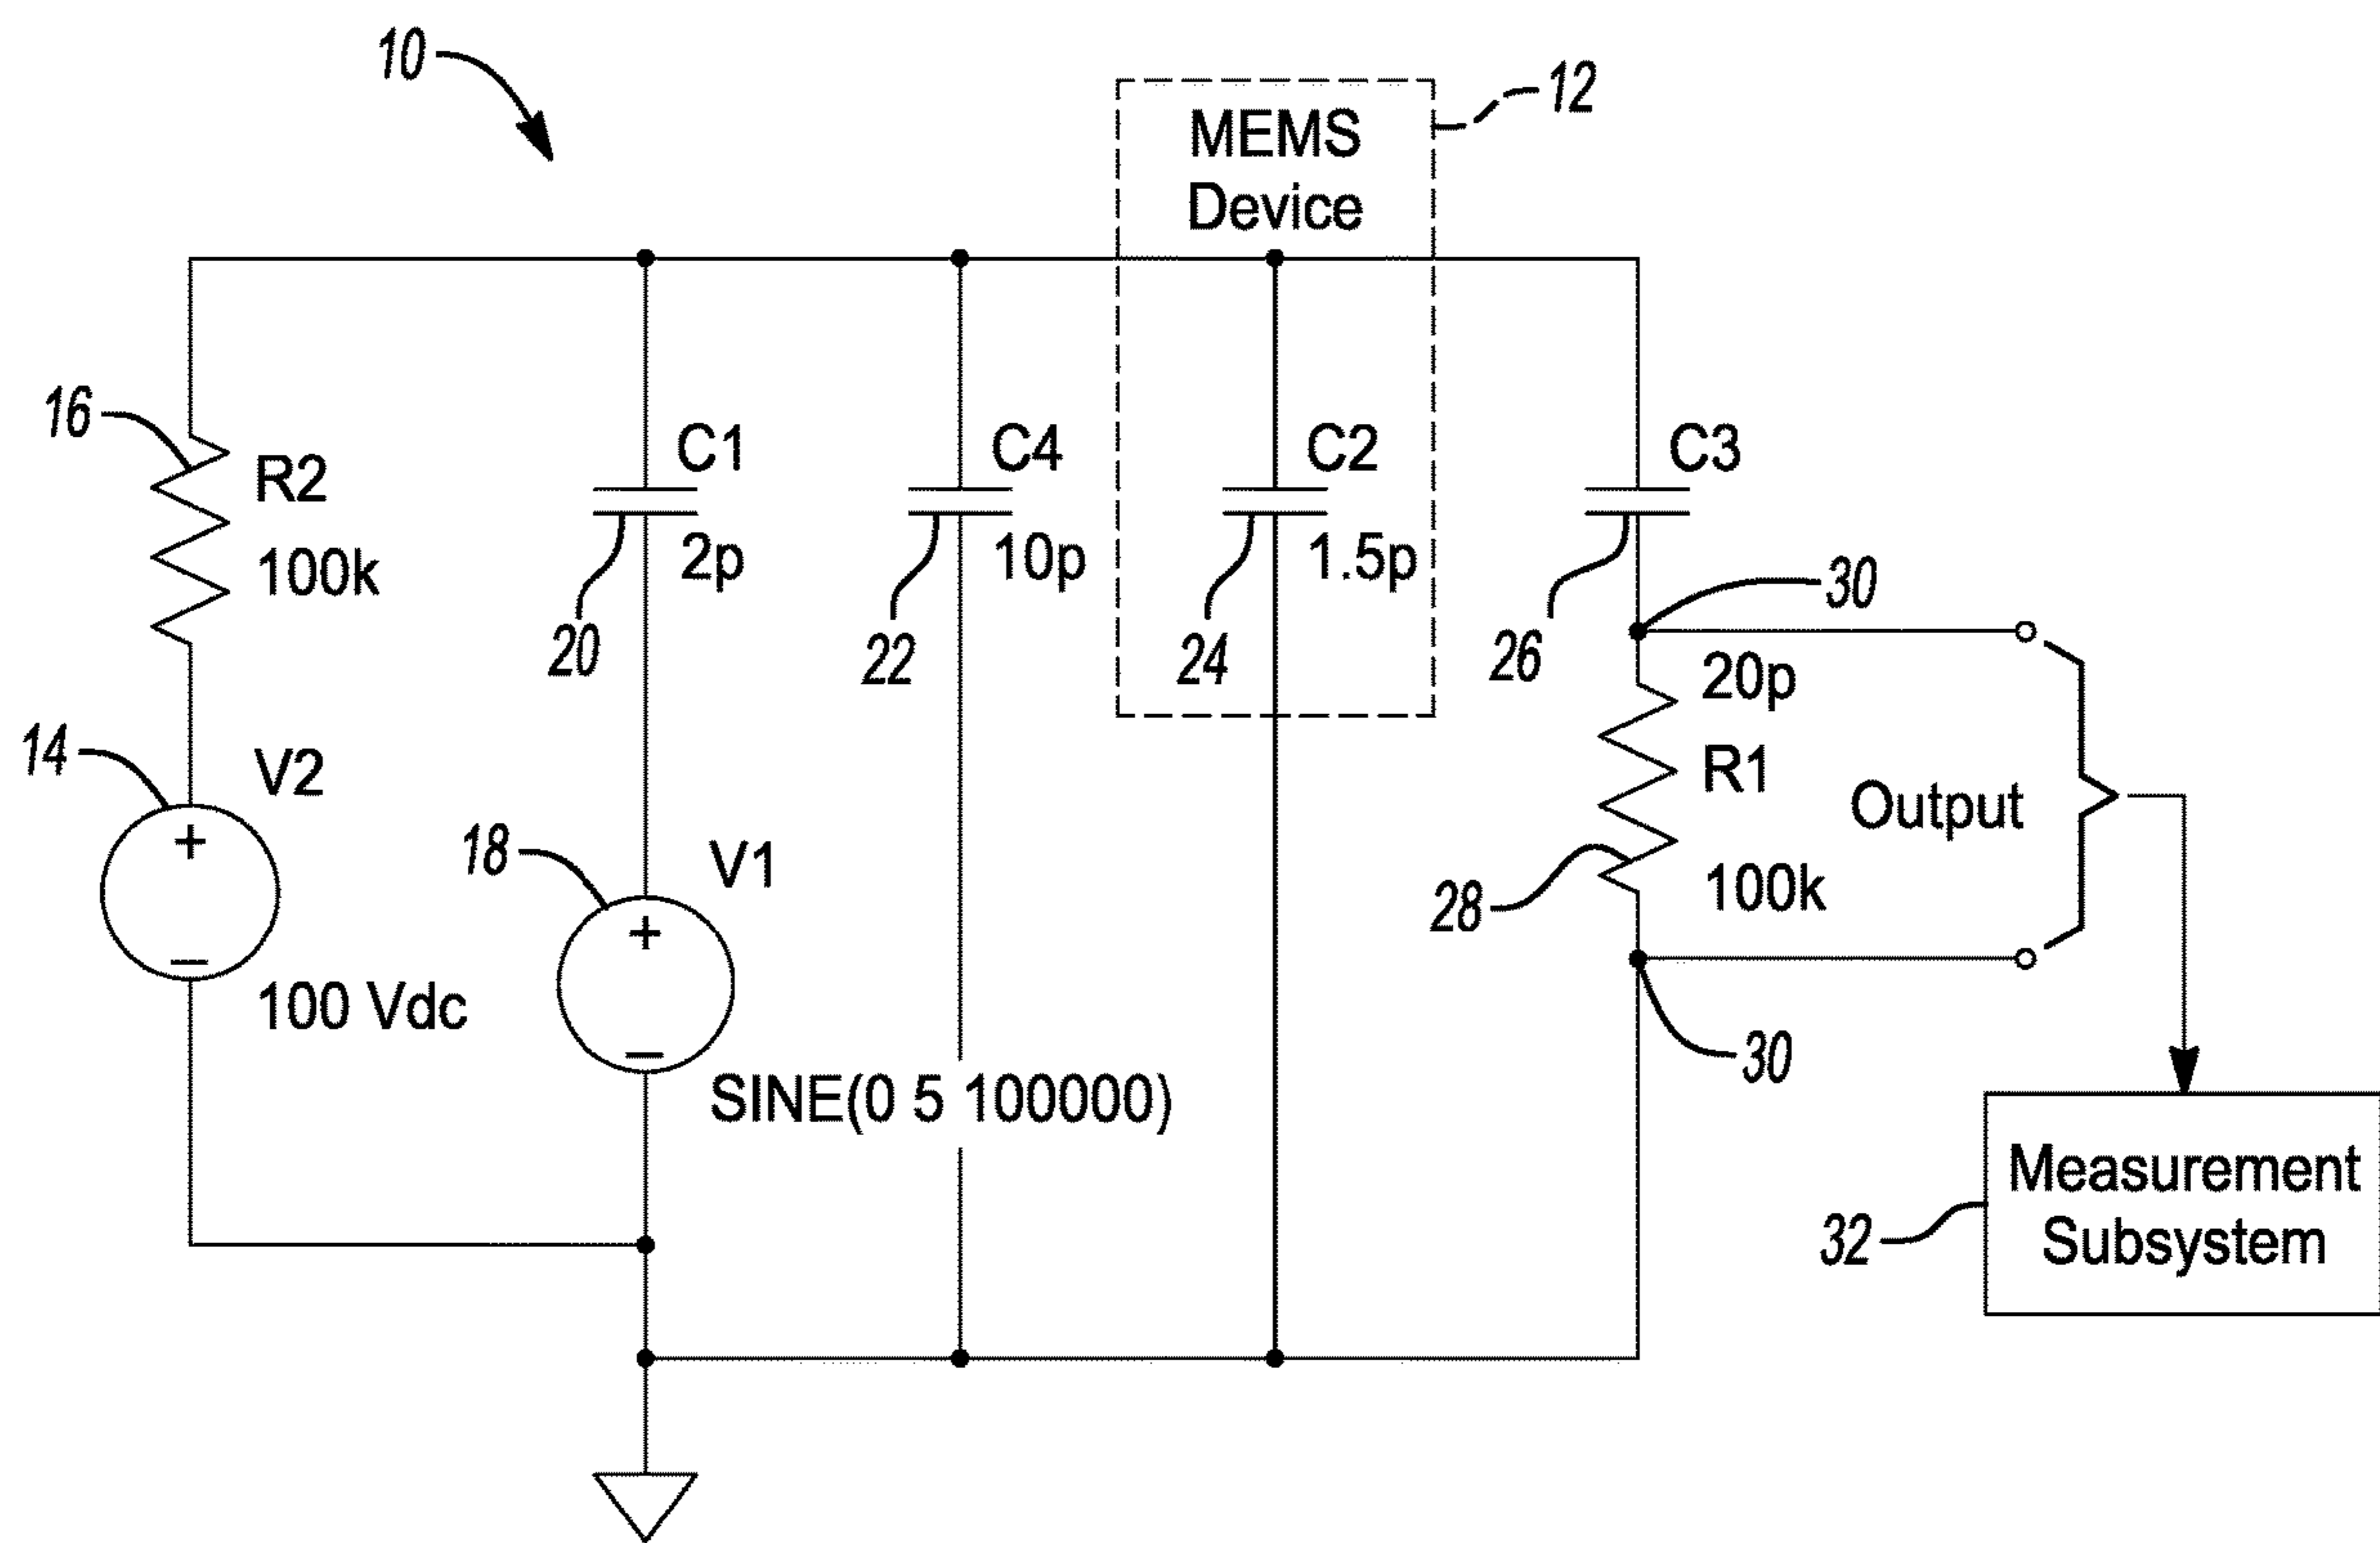 10
12
MEMS
Device
16
R2
100k
C1
2p
20
C4
10p
22
C2
1.5p
24
C3
26
30
20p
R1
100k
28
Output
14
V2
+
−
100 Vdc
18
V1
+
−
SINE(0 5 100000)
30
Measurement
Subsystem
32